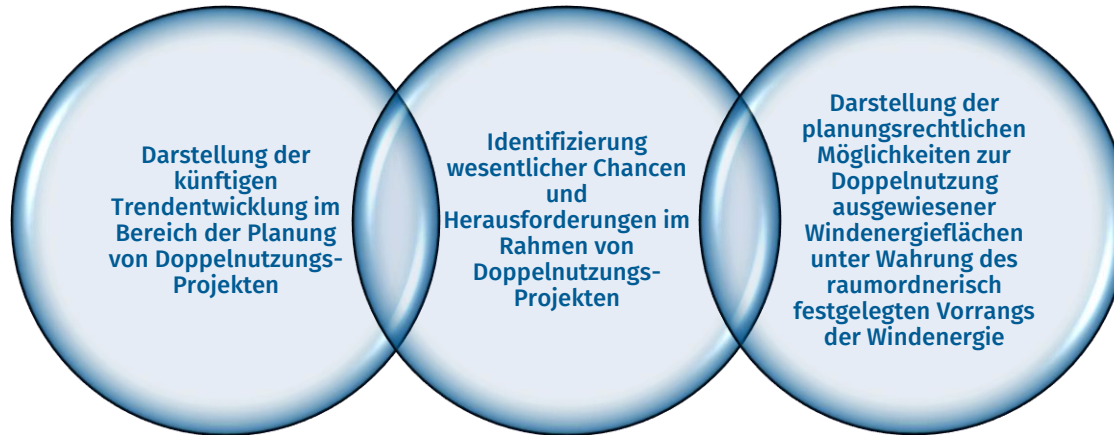 Darstellung der
künftigen
Trendentwicklung im
Bereich der Planung
von Doppelnutzungs-
Projekten
Identifizierung
wesentlicher Chancen
und
Herausforderungen im
Rahmen von
Doppelnutzungs-
Projekten
Darstellung der
planungsrechtlichen
Möglichkeiten zur
Doppelnutzung
ausgewiesener
Windenergieflächen
unter Wahrung des
raumordnerisch
festgelegten Vorrangs
der Windenergie